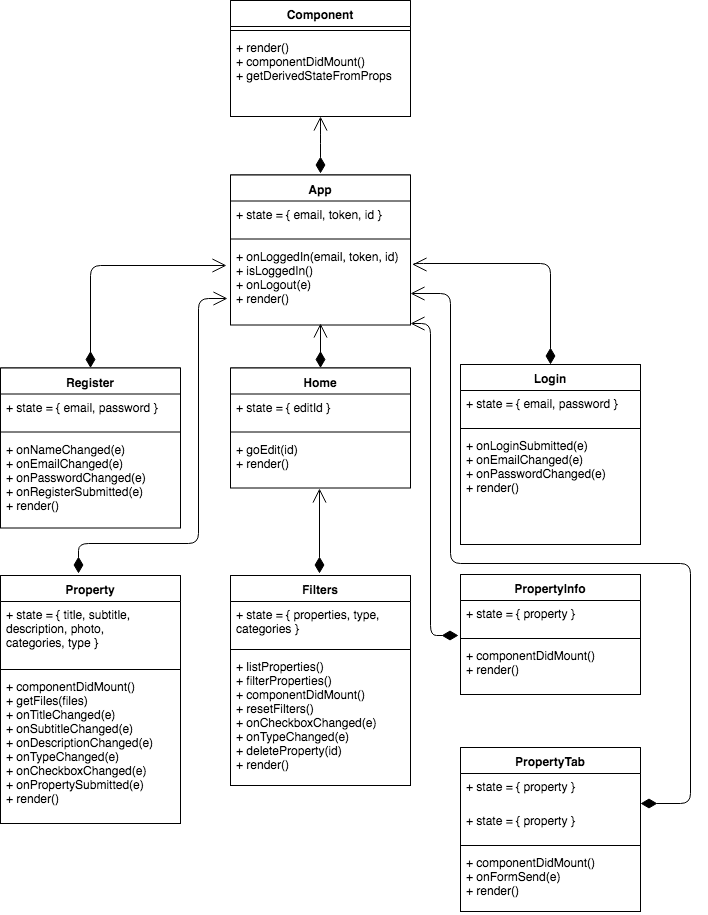 Component
+ render()
+ componentDidMount()
+ getDerivedStateFromProps
App
+ state = { email, token, id }
+ onLoggedIn(email, token, id)
+ isLoggedIn()
+ onLogout(e)
+ render()
Register
+ state = { email, password }
+ onNameChanged(e)
+ onEmailChanged(e)
+ onPasswordChanged(e)
+ onRegisterSubmitted(e)
+ render()
Home
+ state = { editId }
+ goEdit(id)
+ render()
Login
+ state = { email, password }
+ onLoginSubmitted(e)
+ onEmailChanged(e)
+ onPasswordChanged(e)
+ render()
Property
+ state = { title, subtitle,
description, photo,
categories, type }
+ componentDidMount()
+ getFiles(files)
+ onTitleChanged(e)
+ onSubtitleChanged(e)
+ onDescriptionChanged(e)
+ onTypeChanged(e)
+ onCheckboxChanged(e)
+ onPropertySubmitted(e)
+ render()
Filters
+ state = { properties, type,
categories }
+ listProperties()
+ filterProperties()
+ componentDidMount()
+ resetFilters()
+ onCheckboxChanged(e)
+ onTypeChanged(e)
+ deleteProperty(id)
+ render()
PropertyInfo
+ state = { property }
+ componentDidMount()
+ render()
PropertyTab
+ state = { property }
+ state = { property }
+ componentDidMount()
+ onFormSend(e)
+ render()